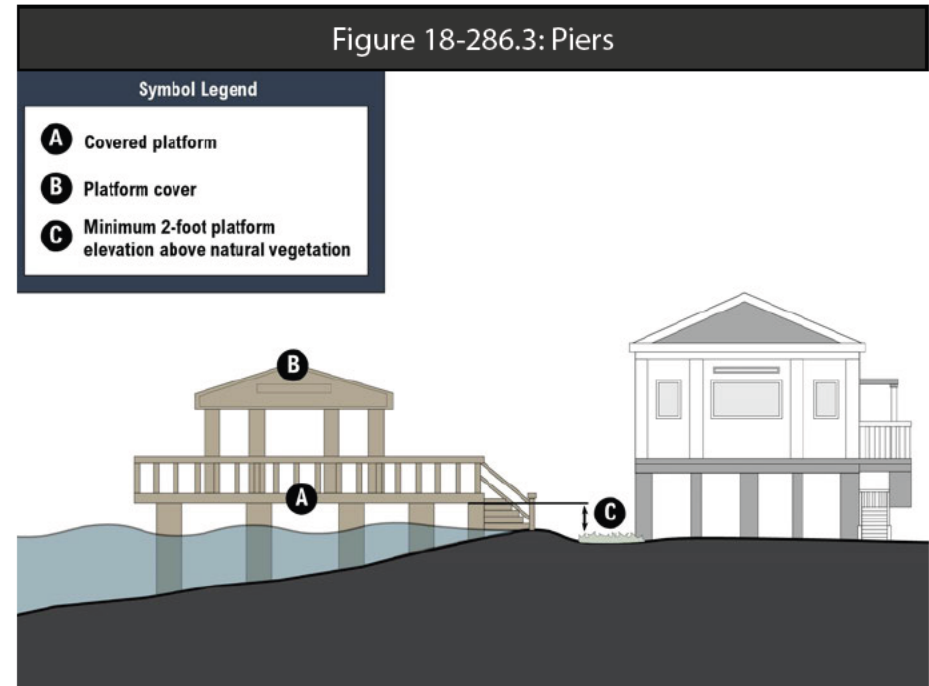 Figure 18-286.3: Piers
Symbol Legend
A Covered platform
B Platform cover
C Minimum 2-foot platform
elevation above natural vegetation
B
A
C